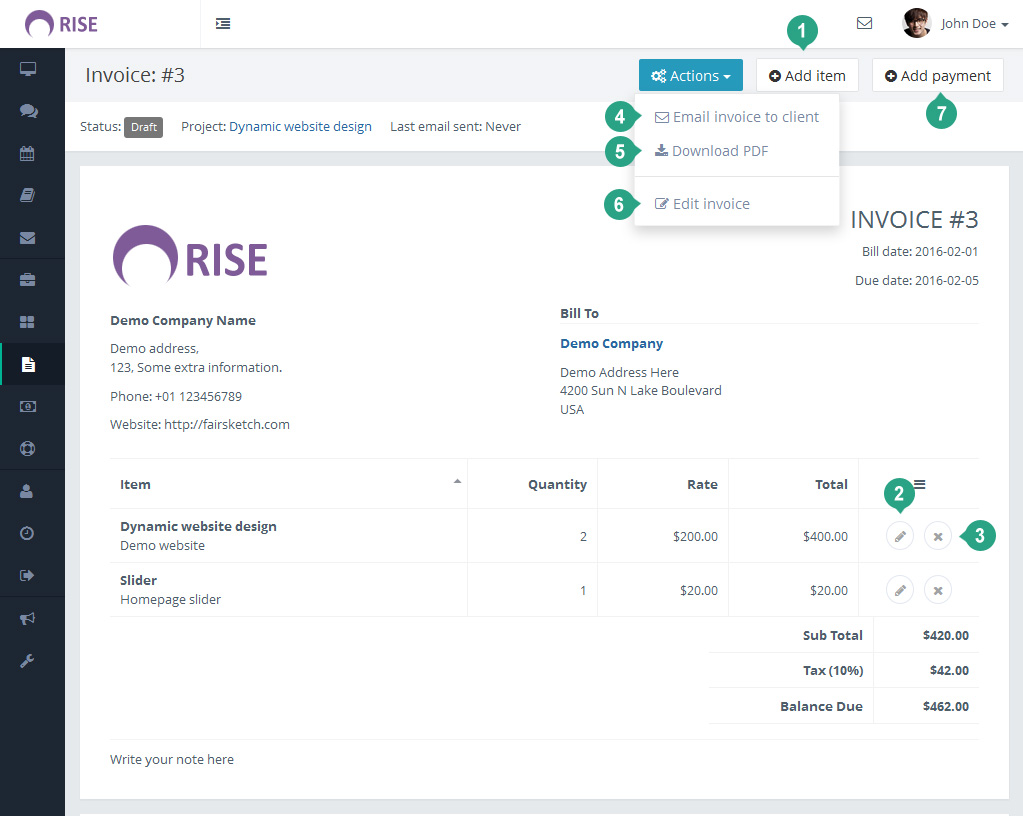 RISE
1
John Doe
Invoice: #3
Actions
Add item
Add payment
Status: Draft
Project: Dynamic website design
Last email sent: Never
4
Email invoice to client
7
5
Download PDF
6
Edit invoice
RISE
INVOICE #3
Bill date: 2016-02-01
Due date: 2016-02-05
Demo Company Name
Demo address,
123, Some extra information.
Phone: +01 123456789
Website: http://fairsketch.com
Bill To
Demo Company
Demo Address Here
4200 Sun N Lake Boulevard
USA
Item Quantity Rate Total
2
Dynamic website design
Demo website
2 $200.00 $400.00
3
Slider
Homepage slider
1 $20.00 $20.00
Sub Total $420.00
Tax (10%) $42.00
Balance Due $462.00
Write your note here